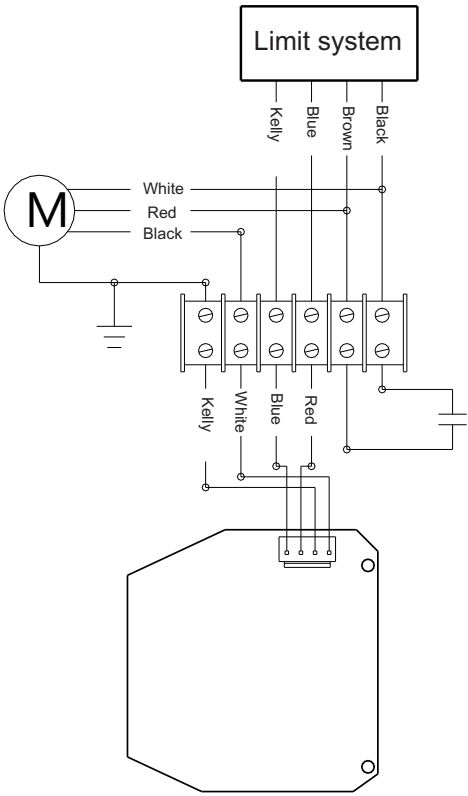 Limit system
Kelly
Blue
Brown
Black
White
Red
Black
M
Kelly
White
Blue
Red